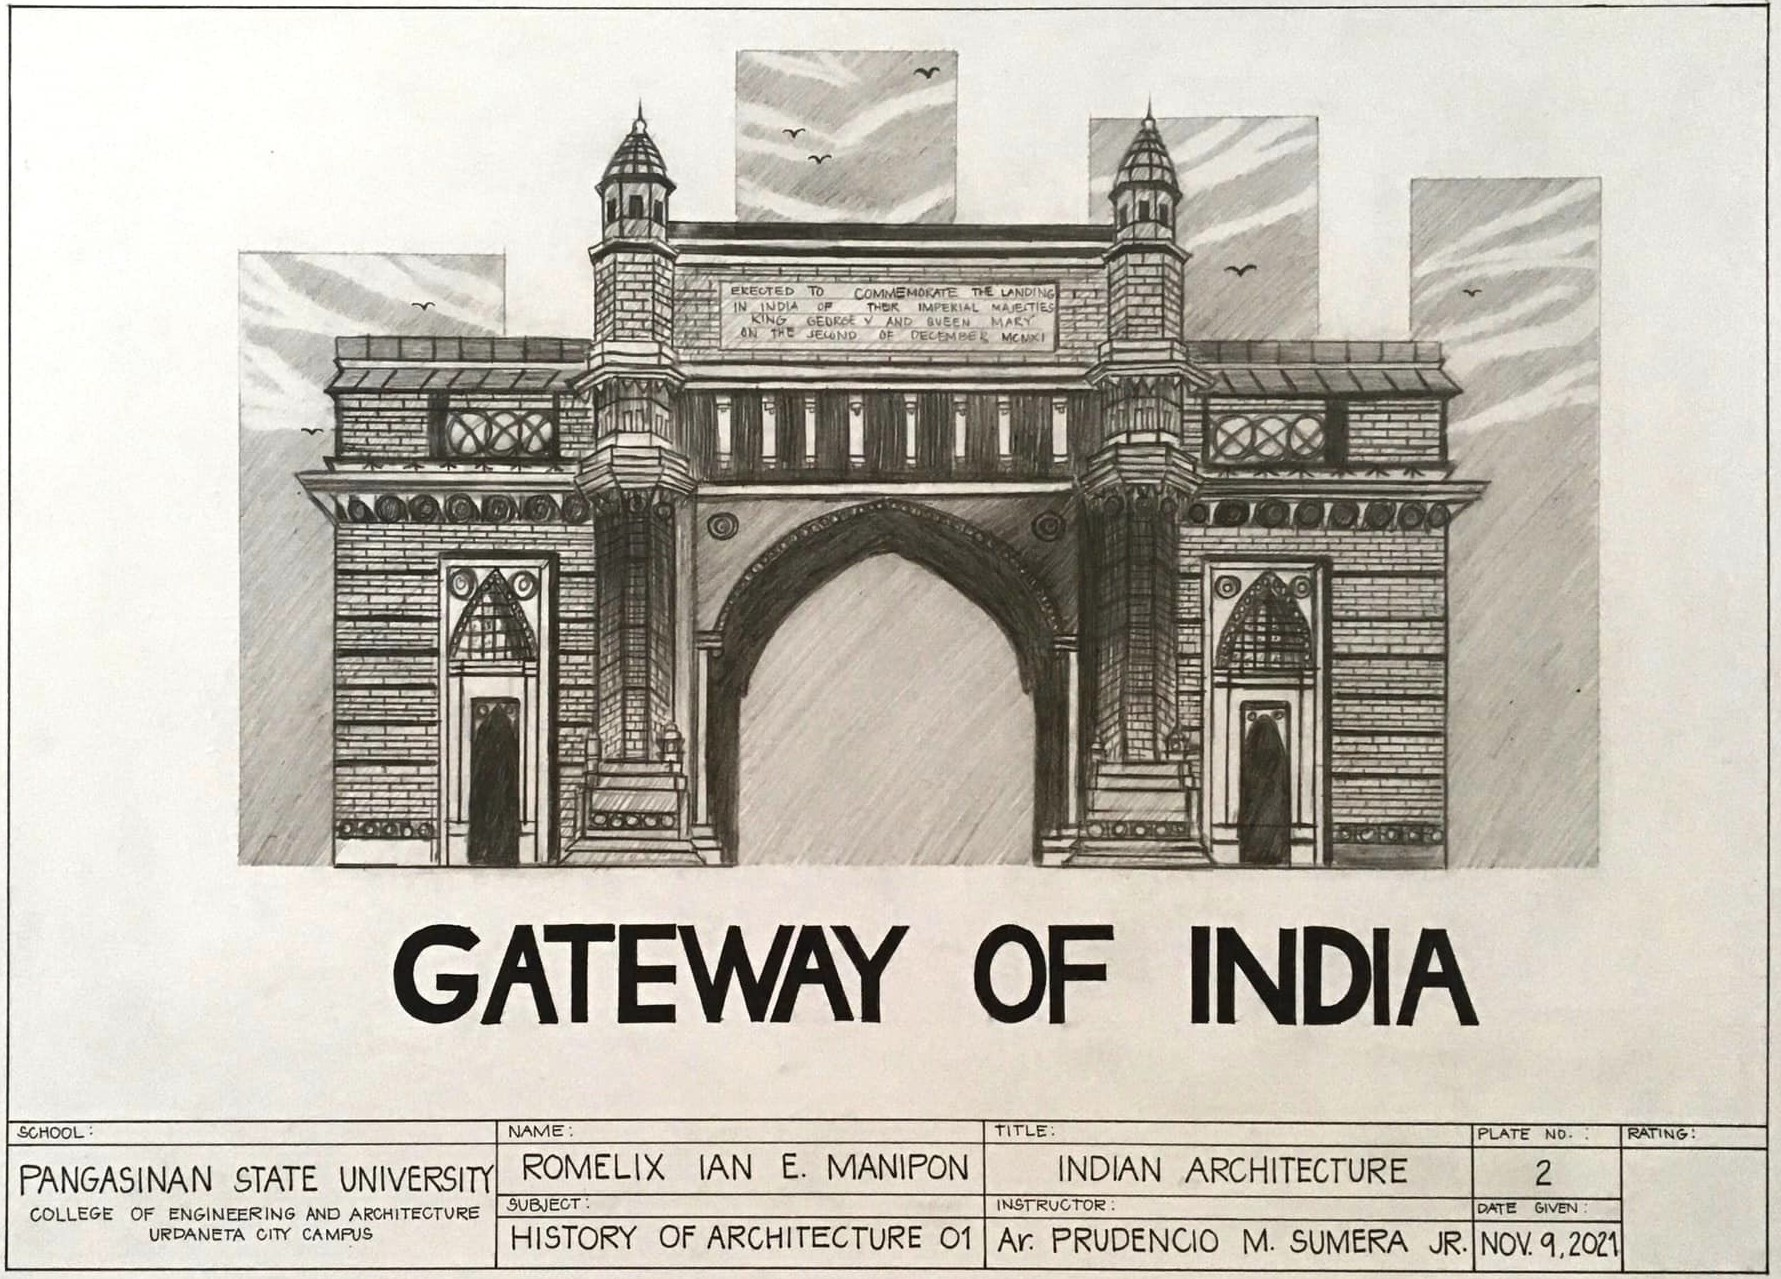 ERECTED TO COMMEMORATE THE LANDING
IN INDIA OF THEIR IMPERIAL MAJESTIES
KING GEORGE V AND QUEEN MARY
ON THE SECOND OF DECEMBER MCMXI
GATEWAY OF INDIA
SCHOOL:
PANGASINAN STATE UNIVERSITY
COLLEGE OF ENGINEERING AND ARCHITECTURE
URDANETA CITY CAMPUS
NAME:
ROMELIX IAN E. MANIPON
SUBJECT:
HISTORY OF ARCHITECTURE 01
TITLE:
INDIAN ARCHITECTURE
INSTRUCTOR:
Ar. PRUDENCIO M. SUMERA JR.
PLATE NO. :
2
DATE GIVEN:
NOV. 9, 2021
RATING: